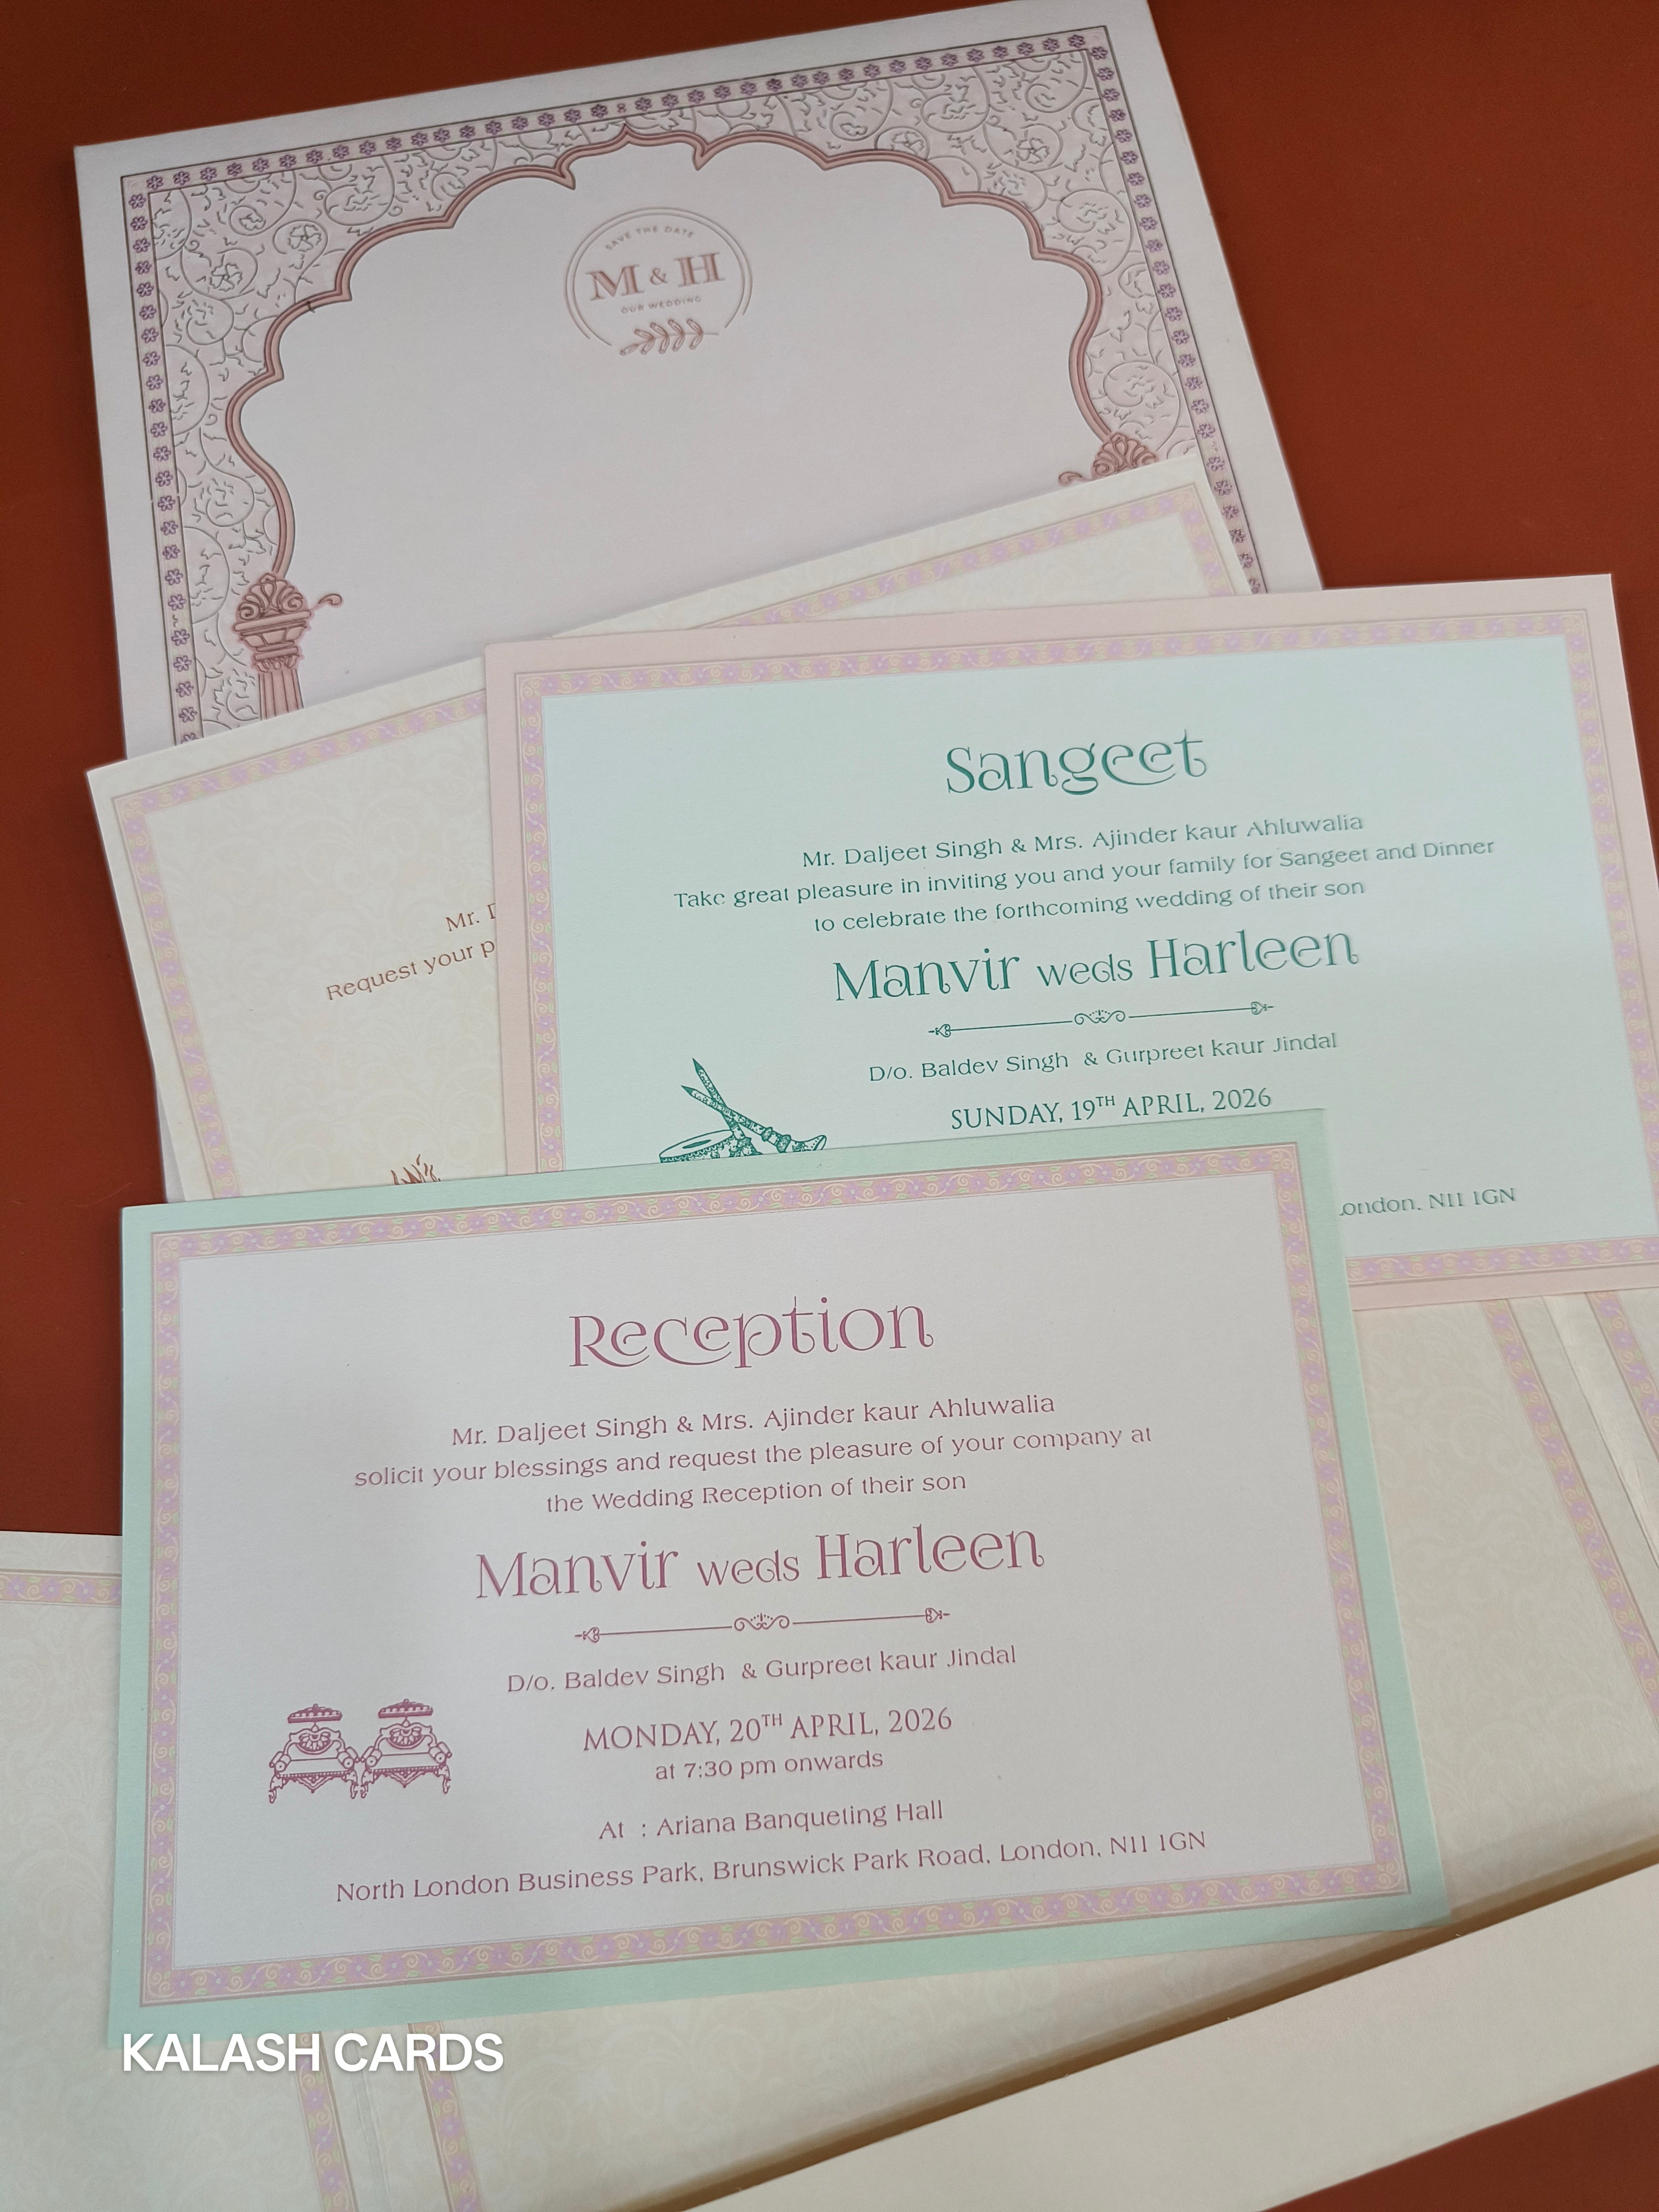 SAVE THE DATE
M & H
OUR WEDDING
Mr.
Request your
Sangeet
Mr. Daljeet Singh & Mrs. Ajinder kaur Ahluwalia
Take great pleasure in inviting you and your family for Sangeet and Dinner
to celebrate the forthcoming wedding of their son
Manvir weds Harleen
D/o. Baldev Singh & Gurpreet kaur Jindal
SUNDAY, 19TH APRIL, 2026
London, N11 1GN
Reception
Mr. Daljeet Singh & Mrs. Ajinder kaur Ahluwalia
solicit your blessings and request the pleasure of your company at
the Wedding Reception of their son
Manvir weds Harleen
D/o. Baldev Singh & Gurpreet kaur Jindal
MONDAY, 20TH APRIL, 2026
at 7:30 pm onwards
At : Ariana Banqueting Hall
North London Business Park, Brunswick Park Road, London, N11 1GN
KALASH CARDS